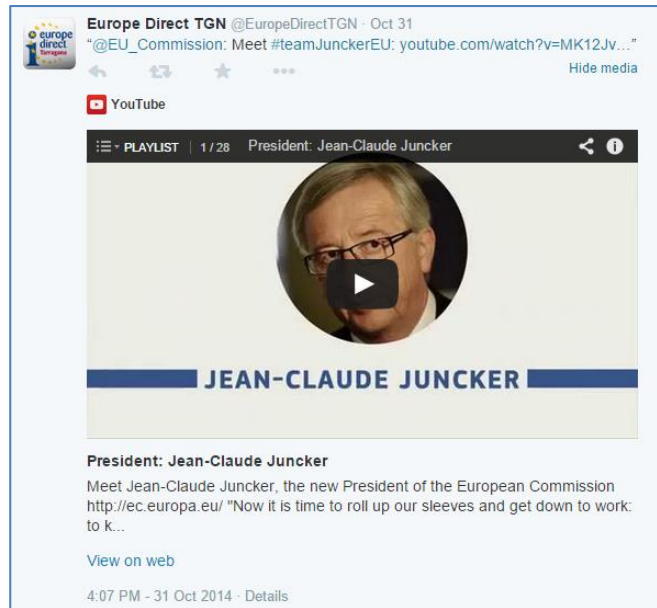 europe
direct
Tarragona
Europe Direct TGN @EuropeDirectTGN · Oct 31
“@EU_Commission: Meet #teamJunckerEU: youtube.com/watch?v=MK12Jv…”
Hide media
YouTube
PLAYLIST | 1 / 28 President: Jean-Claude Juncker
JEAN-CLAUDE JUNCKER
President: Jean-Claude Juncker
Meet Jean-Claude Juncker, the new President of the European Commission
http://ec.europa.eu/ "Now it is time to roll up our sleeves and get down to work:
to k...
View on web
4:07 PM - 31 Oct 2014 · Details